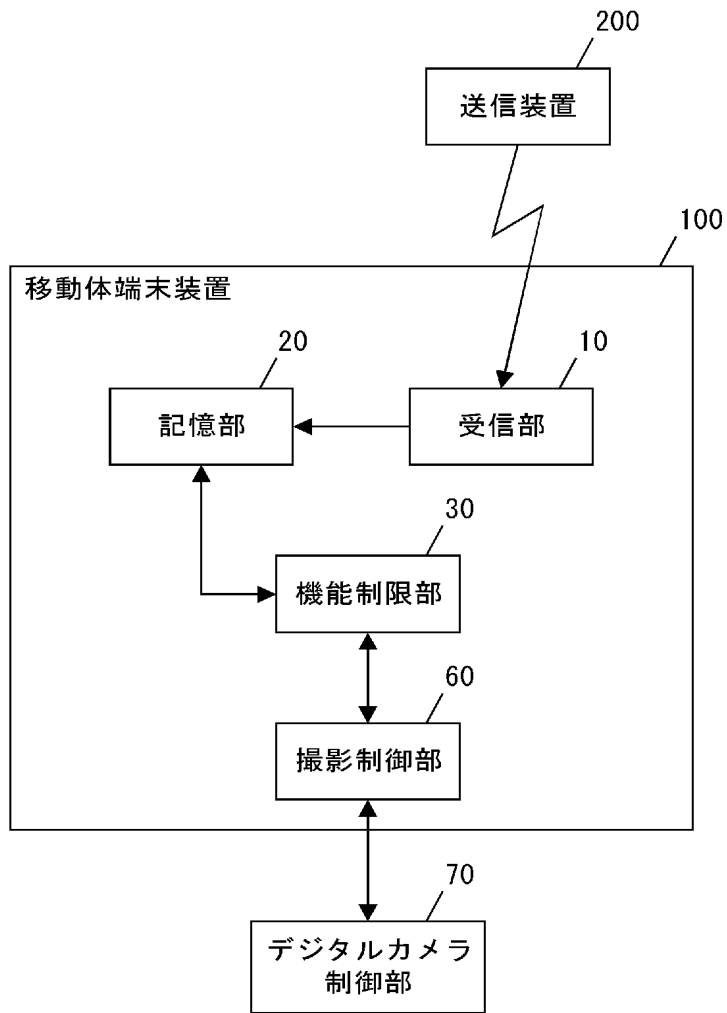 200
送信装置
100
移動体端末装置
20
10
記憶部
受信部
30
機能制限部
60
撮影制御部
70
デジタルカメラ
制御部